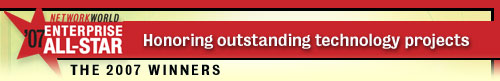 NETWORKWORLD
'07 ENTERPRISE
ALL-STAR
Honoring outstanding technology projects
THE 2007 WINNERS